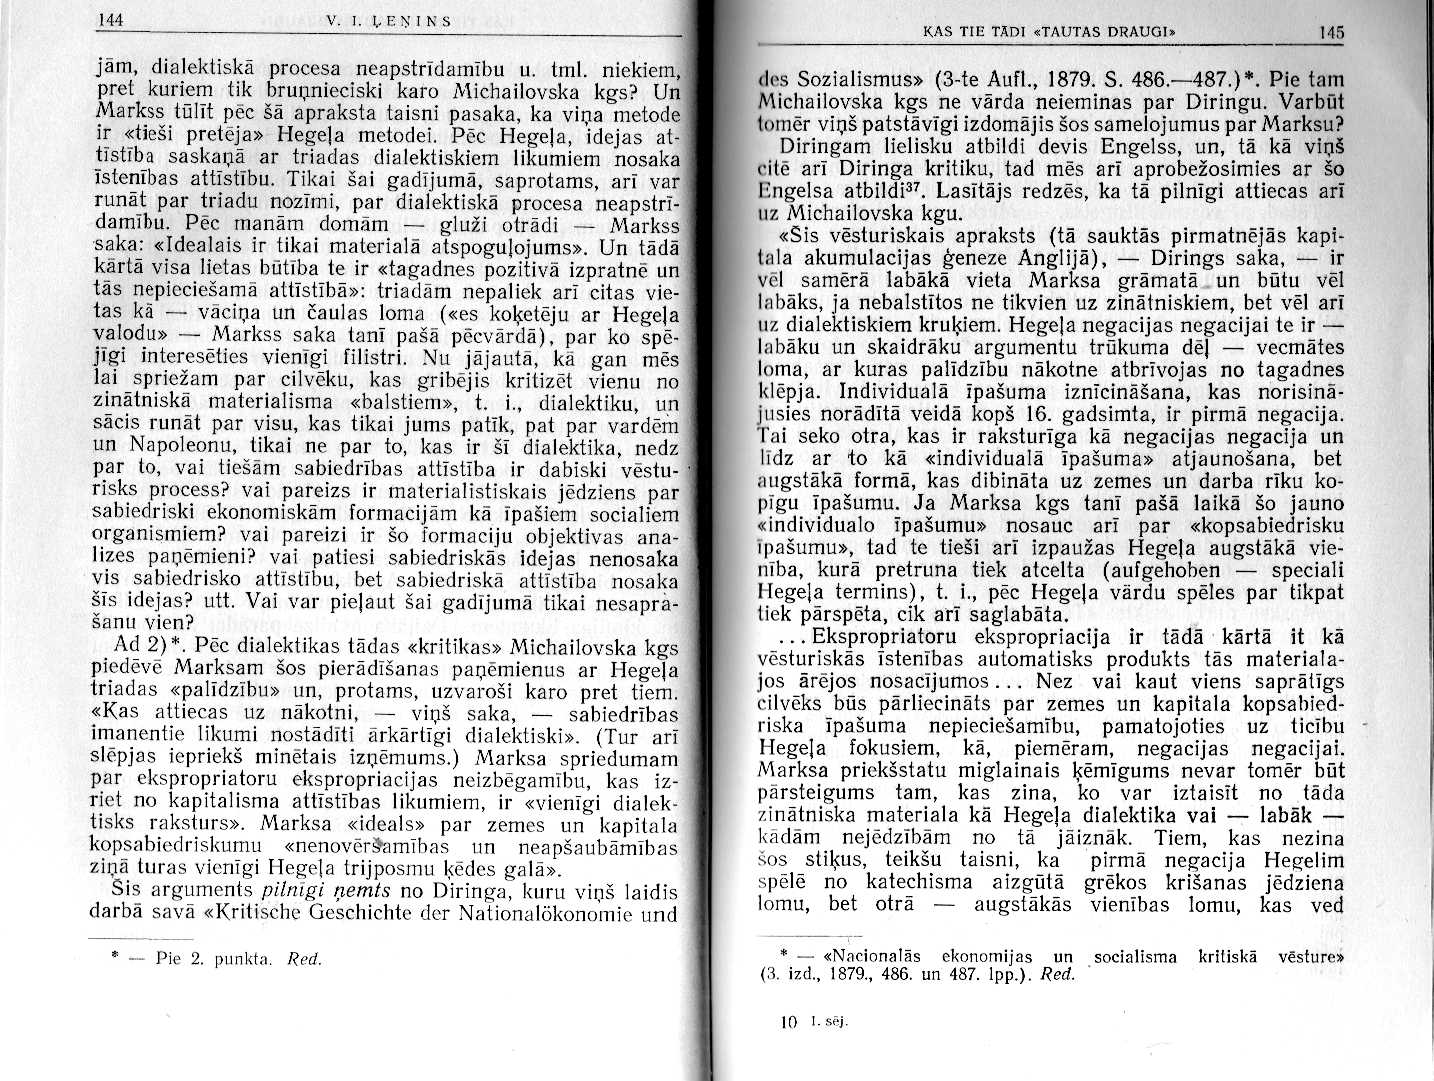 144
V. I. ĻEŅINS
jām, dialektiskā procesa neapstrīdamību u. tml. niekiem,
pret kuriem tik bruņnieciski karo Michailovska kgs? Un
Markss tūlīt pēc šā apraksta taisni pasaka, ka viņa metode
ir «tieši pretēja» Hegeļa metodei. Pēc Hegeļa, idejas at-
tīstība saskaņā ar triadas dialektiskiem likumiem nosaka
īstenības attīstību. Tikai šai gadījumā, saprotams, arī var
runāt par triadu nozīmi, par dialektiskā procesa neapstrī-
damību. Pēc manām domām — gluži otrādi — Markss
saka: «Idealais ir tikai materialā atspoguļojums». Un tādā
kārtā visa lietas būtība te ir «tagadnes pozitivā izpratnē un
tās nepieciešamā attīstībā»: triadām nepaliek arī citas vie-
tas kā — vāciņa un čaulas loma («es koķetēju ar Hegeļa
valodu» — Markss saka tanī pašā pēcvārdā), par ko spē-
jīgi interesēties vienīgi filistri. Nu jājautā, kā gan mēs
lai spriežam par cilvēku, kas gribējis kritizēt vienu no
zinātniskā materialisma «balstiem», t. i., dialektiku, un
sācis runāt par visu, kas tikai jums patīk, pat par vardēm
un Napoleonu, tikai ne par to, kas ir šī dialektika, nedz
par to, vai tiešām sabiedrības attīstība ir dabiski vēstu-
risks process? vai pareizs ir materialistiskais jēdziens par
sabiedriski ekonomiskām formacijām kā īpašiem socialiem
organismiem? vai pareizi ir šo formaciju objektivas ana-
lizes paņēmieni? vai patiesi sabiedriskās idejas nenosaka
vis sabiedrisko attīstību, bet sabiedriskā attīstība nosaka
šīs idejas? utt. Vai var pieļaut šai gadījumā tikai nesapra-
šanu vien?
Ad 2)*. Pēc dialektikas tādas «kritikas» Michailovska kgs
piedēvē Marksam šos pierādīšanas paņēmienus ar Hegeļa
triadas «palīdzību» un, protams, uzvaroši karo pret tiem.
«Kas attiecas uz nākotni, — viņš saka, — sabiedrības
imanentie likumi nostādīti ārkārtīgi dialektiski». (Tur arī
slēpjas iepriekš minētais izņēmums.) Marksa spriedumam
par ekspropriatoru ekspropriacijas neizbēgamību, kas iz-
riet no kapitalisma attīstības likumiem, ir «vienīgi dialek-
tisks raksturs». Marksa «ideals» par zemes un kapitala
kopsabiedriskumu «nenovēršamības un neapšaubāmības
ziņā turas vienīgi Hegeļa trijposmu ķēdes galā».
Šis arguments pilnīgi ņemts no Diringa, kuru viņš laidis
darbā savā «Kritische Geschichte der Nationalökonomie und
* — Pie 2. punkta. Red.
KAS TIE TĀDI «TAUTAS DRAUGI»
145
des Sozialismus» (3-te Aufl., 1879. S. 486.—487.)*. Pie tam
Michailovska kgs ne vārda neieminas par Diringu. Varbūt
tomēr viņš patstāvīgi izdomājis šos samelojumus par Marksu?
Diringam lielisku atbildi devis Engelss, un, tā kā viņš
citē arī Diringa kritiku, tad mēs arī aprobežosimies ar šo
Engelsa atbildi³⁷. Lasītājs redzēs, ka tā pilnīgi attiecas arī
uz Michailovska kgu.
«Šis vēsturiskais apraksts (tā sauktās pirmatnējās kapi-
tala akumulacijas ģeneze Anglijā), — Dirings saka, — ir
vēl samērā labākā vieta Marksa grāmatā un būtu vēl
labāks, ja nebalstītos ne tikvien uz zinātniskiem, bet vēl arī
uz dialektiskiem kruķiem. Hegeļa negacijas negacijai te ir —
labāku un skaidrāku argumentu trūkuma dēļ — vecmātes
loma, ar kuras palīdzību nākotne atbrīvojas no tagadnes
klēpja. Individualā īpašuma iznīcināšana, kas norisinā-
jusies norādītā veidā kopš 16. gadsimta, ir pirmā negacija.
Tai seko otra, kas ir raksturīga kā negacijas negacija un
līdz ar to kā «individualā īpašuma» atjaunošana, bet
augstākā formā, kas dibināta uz zemes un darba rīku ko-
pīgu īpašumu. Ja Marksa kgs tanī pašā laikā šo jauno
«individualo īpašumu» nosauc arī par «kopsabiedrisku
īpašumu», tad te tieši arī izpaužas Hegeļa augstākā vie-
nība, kurā pretruna tiek atcelta (aufgehoben — speciali
Hegeļa termins), t. i., pēc Hegeļa vārdu spēles par tikpat
tiek pārspēta, cik arī saglabāta.
... Ekspropriatoru ekspropriacija ir tādā kārtā it kā
vēsturiskās īstenības automatisks produkts tās materiala-
jos ārējos nosacījumos... Nez vai kaut viens saprātīgs
cilvēks būs pārliecināts par zemes un kapitala kopsabied-
riska īpašuma nepieciešamību, pamatojoties uz ticību
Hegeļa fokusiem, kā, piemēram, negacijas negacijai.
Marksa priekšstatu miglainais ķēmīgums nevar tomēr būt
pārsteigums tam, kas zina, ko var iztaisīt no tāda
zinātniska materiala kā Hegeļa dialektika vai — labāk —
kādām nejēdzībām no tā jāiznāk. Tiem, kas nezina
šos stiķus, teikšu taisni, ka pirmā negacija Hegelim
spēlē no katechisma aizgūtā grēkos krišanas jēdziena
lomu, bet otrā — augstākās vienības lomu, kas ved
* — «Nacionalās ekonomijas un socialisma kritiskā vēsture»
(3. izd., 1879., 486. un 487. lpp.). Red.
10 I. sēj.